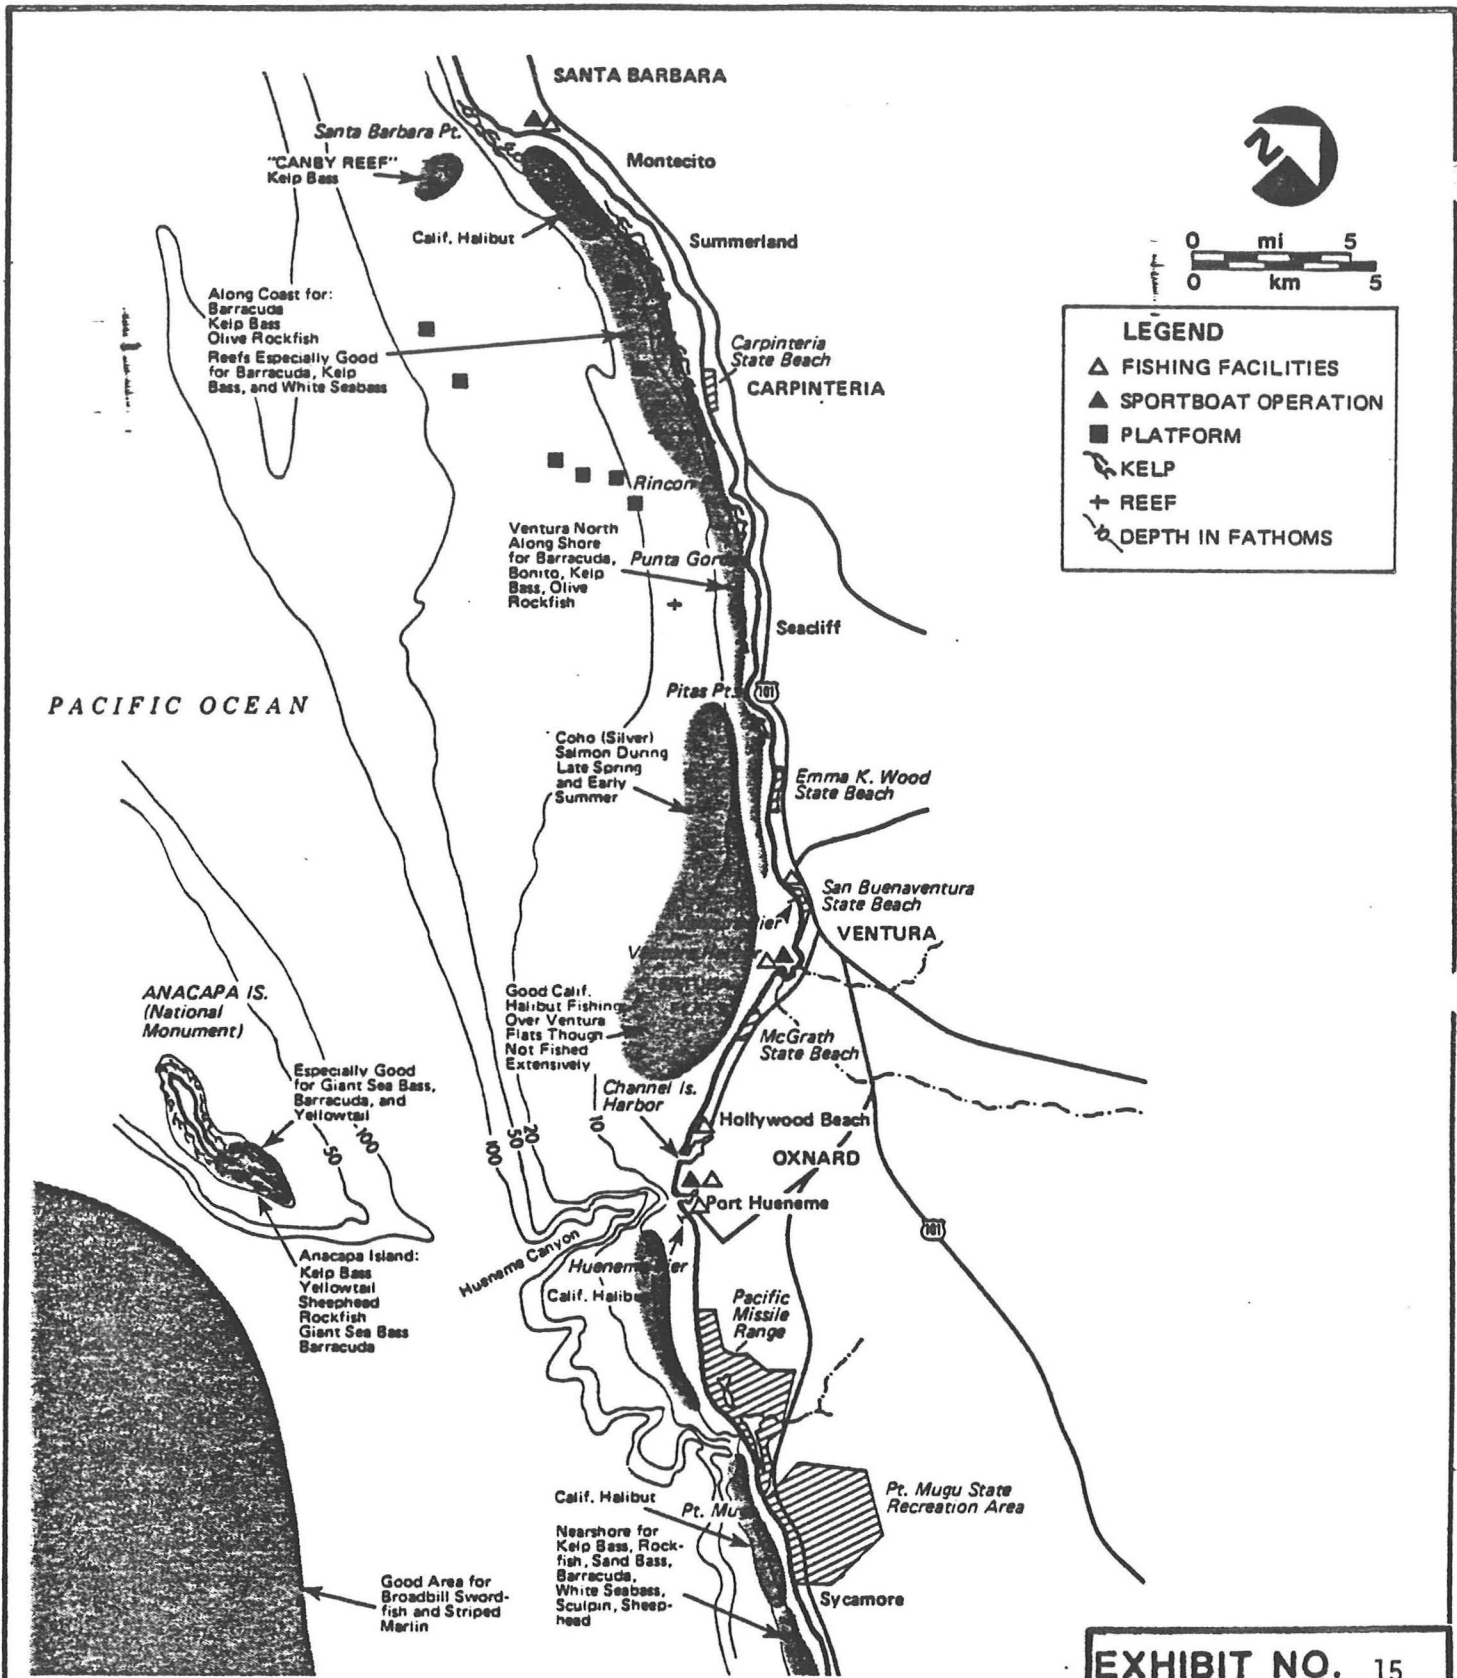 SANTA BARBARA
Santa Barbara Pt.
"CANBY REEF"
Kelp Bass
Montecito
N
Calif. Halibut
Summerland
0 mi 5
0 km 5
Along Coast for:
Barracuda
Kelp Bass
Olive Rockfish
Reefs Especially Good
for Barracuda, Kelp
Bass, and White Seabass
Carpinteria
State Beach
CARPINTERIA
LEGEND
FISHING FACILITIES
SPORTBOAT OPERATION
PLATFORM
KELP
REEF
DEPTH IN FATHOMS
Rincon
Ventura North
Along Shore
for Barracuda,
Bonito, Kelp
Bass, Olive
Rockfish
Punta Gor
Seacliff
PACIFIC OCEAN
Pitas Pt.
101
Coho (Silver)
Salmon During
Late Spring
and Early
Summer
Emma K. Wood
State Beach
San Buenaventura
State Beach
VENTURA
ANACAPA IS.
(National
Monument)
Good Calif.
Halibut Fishing
Over Ventura
Flats Though
Not Fished
Extensively
McGrath
State Beach
Especially Good
for Giant Sea Bass,
Barracuda, and
Yellowtail
Channel Is.
Harbor
Hollywood Beach
OXNARD
50
100
100
50
20
10
Port Hueneme
101
Hueneme Canyon
Anacapa Island:
Kelp Bass
Yellowtail
Sheephead
Rockfish
Giant Sea Bass
Barracuda
Calif. Halib
Pacific
Missile
Range
Calif. Halibut
Pt. Mu
Pt. Mugu State
Recreation Area
Nearshore for
Kelp Bass, Rock-
fish, Sand Bass,
Barracuda,
White Seabass,
Sculpin, Sheep-
head
Good Area for
Broadbill Sword-
fish and Striped
Marlin
Sycamore
EXHIBIT NO. 15